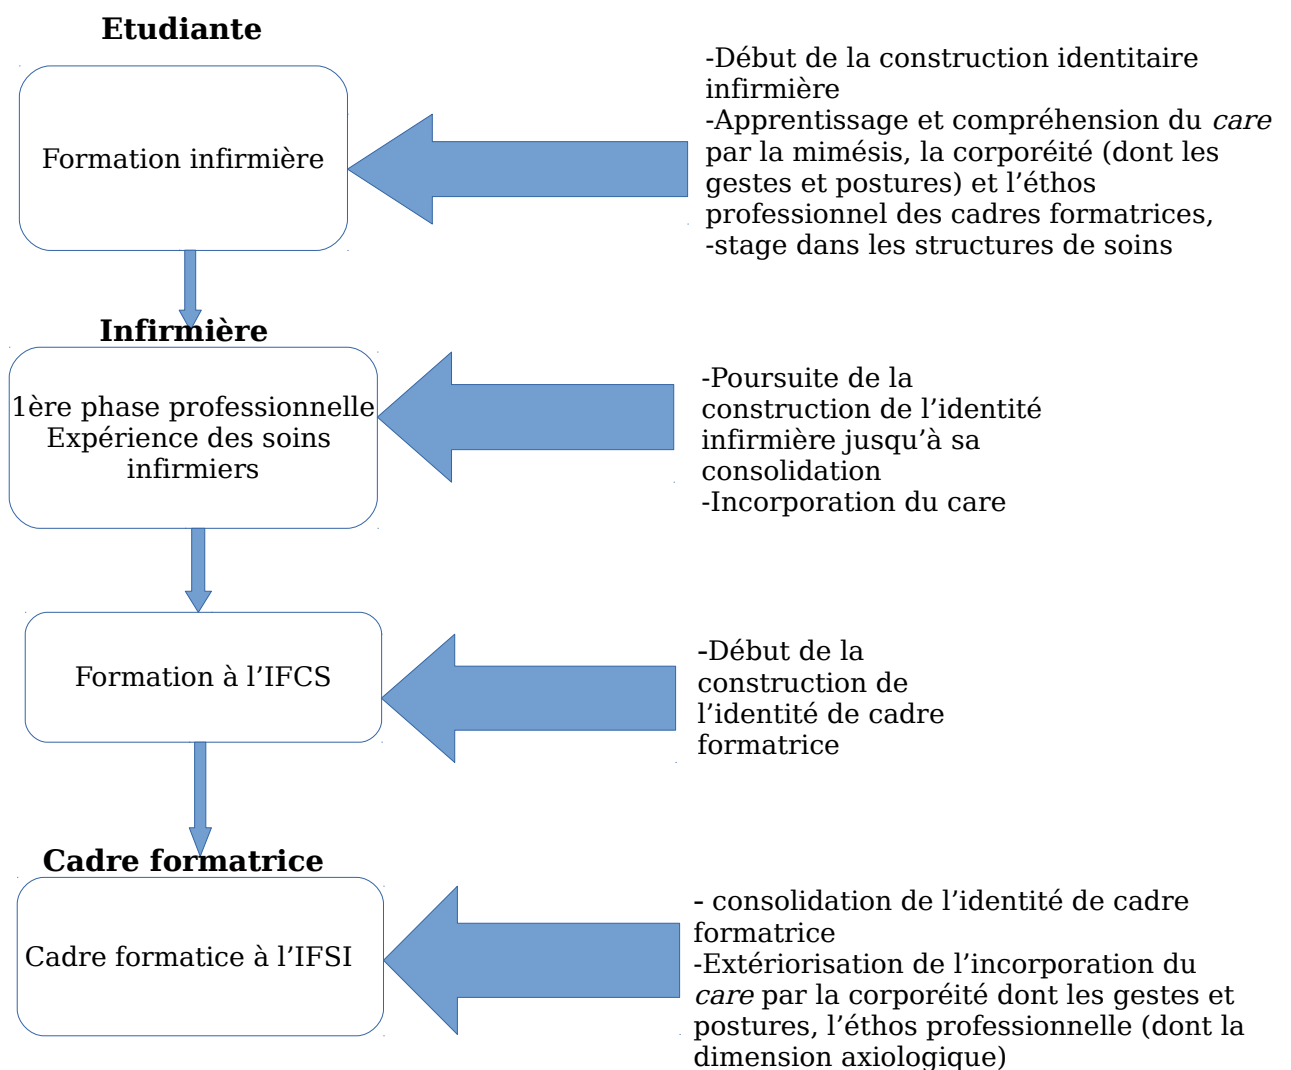 Etudiante
Formation infirmière
-Début de la construction identitaire
infirmière
-Apprentissage et compréhension du care
par la mimésis, la corporéité (dont les
gestes et postures) et l’éthos
professionnel des cadres formatrices,
-stage dans les structures de soins
Infirmière
1ère phase professionnelle
Expérience des soins
infirmiers
-Poursuite de la
construction de l’identité
infirmière jusqu’à sa
consolidation
-Incorporation du care
Formation à l’IFCS
-Début de la
construction de
l’identité de cadre
formatrice
Cadre formatrice
Cadre formatice à l’IFSI
- consolidation de l’identité de cadre
formatrice
-Extériorisation de l’incorporation du
care par la corporéité dont les gestes et
postures, l’éthos professionnelle (dont la
dimension axiologique)